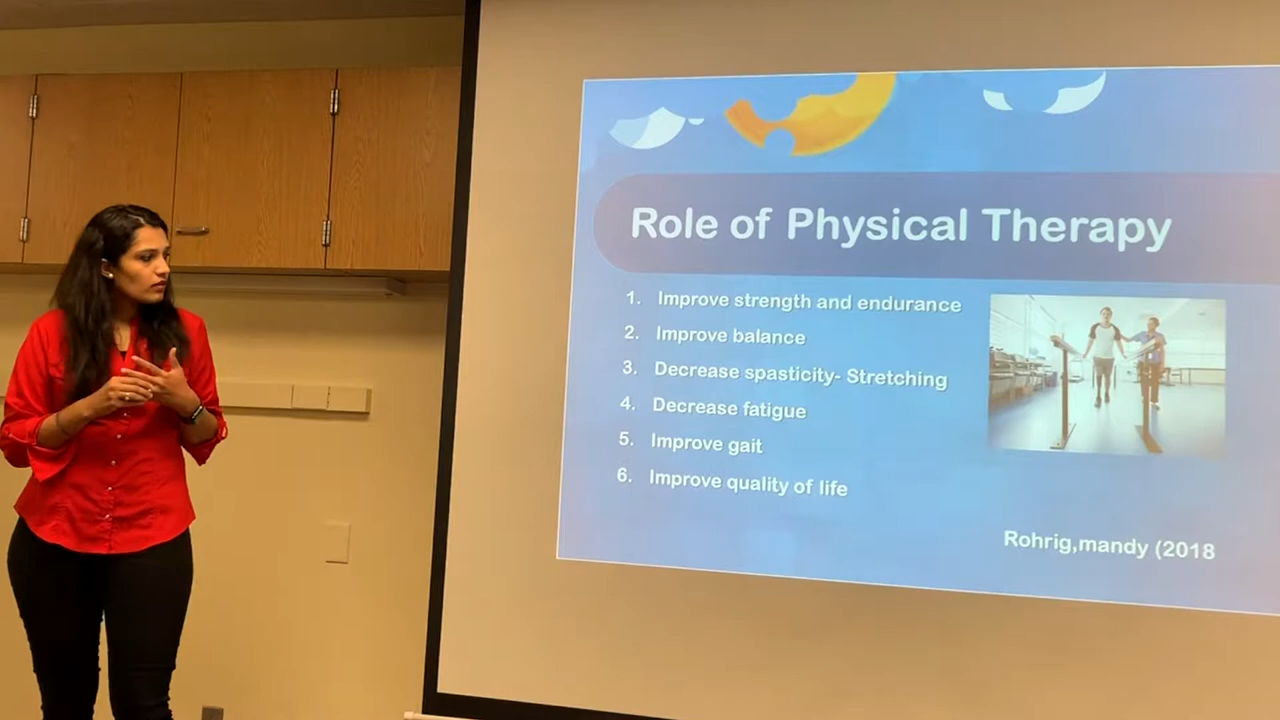 Role of Physical Therapy
1. Improve strength and endurance
2. Improve balance
3. Decrease spasticity- Stretching
4. Decrease fatigue
5. Improve gait
6. Improve quality of life
Rohrig,mandy (2018